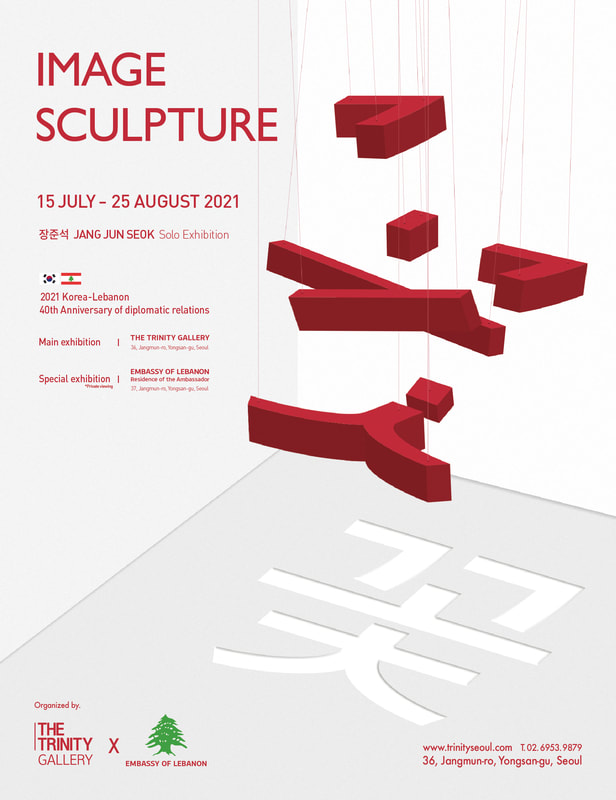 IMAGE
SCULPTURE
15 JULY – 25 AUGUST 2021
장준석 JANG JUN SEOK Solo Exhibition
2021 Korea-Lebanon
40th Anniversary of diplomatic relations
Main exhibition | THE TRINITY GALLERY
36, Jangmun-ro, Yongsan-gu, Seoul
Special exhibition | EMBASSY OF LEBANON
*Private viewing
Residence of the Ambassador
37, Jangmun-ro, Yongsan-gu, Seoul
꽃
Organized by.
THE
TRINITY
GALLERY
X
EMBASSY OF LEBANON
www.trinityseoul.com T. 02. 6953. 9879
36, Jangmun-ro, Yongsan-gu, Seoul